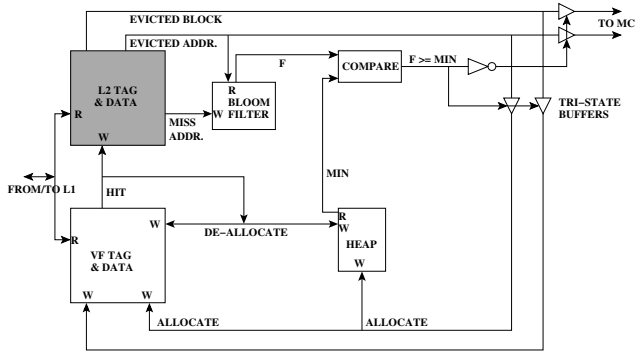 EVICTED BLOCK
TO MC
EVICTED ADDR.
F
F >= MIN
L2 TAG
& DATA
COMPARE
R
BLOOM
FILTER
W
R
MISS
ADDR.
TRI-STATE
BUFFERS
W
MIN
FROM/TO L1
HIT
W
DE-ALLOCATE
R
W
HEAP
R
VF TAG
& DATA
W
W
W
ALLOCATE
ALLOCATE